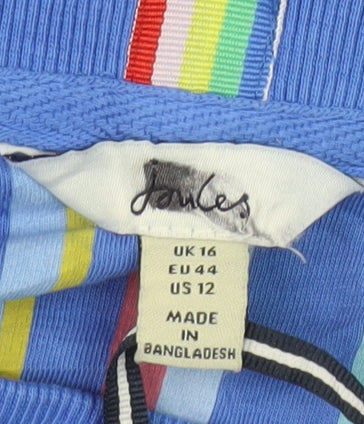 Joules
UK 16
EU 44
US 12
MADE
IN
BANGLADESH